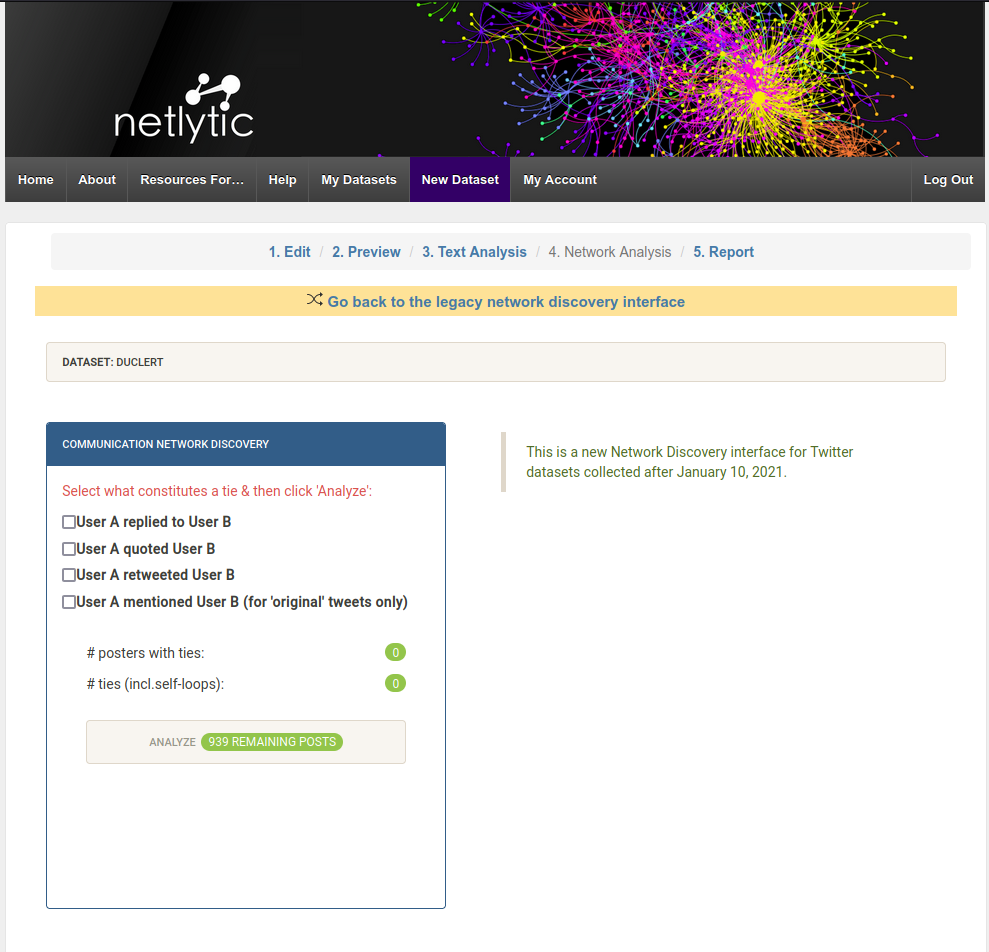 netlytic
Home About Resources For... Help My Datasets New Dataset My Account Log Out
1. Edit / 2. Preview / 3. Text Analysis / 4. Network Analysis / 5. Report
Go back to the legacy network discovery interface
DATASET: DUCLERT
COMMUNICATION NETWORK DISCOVERY
Select what constitutes a tie & then click 'Analyze':
User A replied to User B
User A quoted User B
User A retweeted User B
User A mentioned User B (for 'original' tweets only)
# posters with ties: 0
# ties (incl.self-loops): 0
ANALYZE 939 REMAINING POSTS
This is a new Network Discovery interface for Twitter
datasets collected after January 10, 2021.